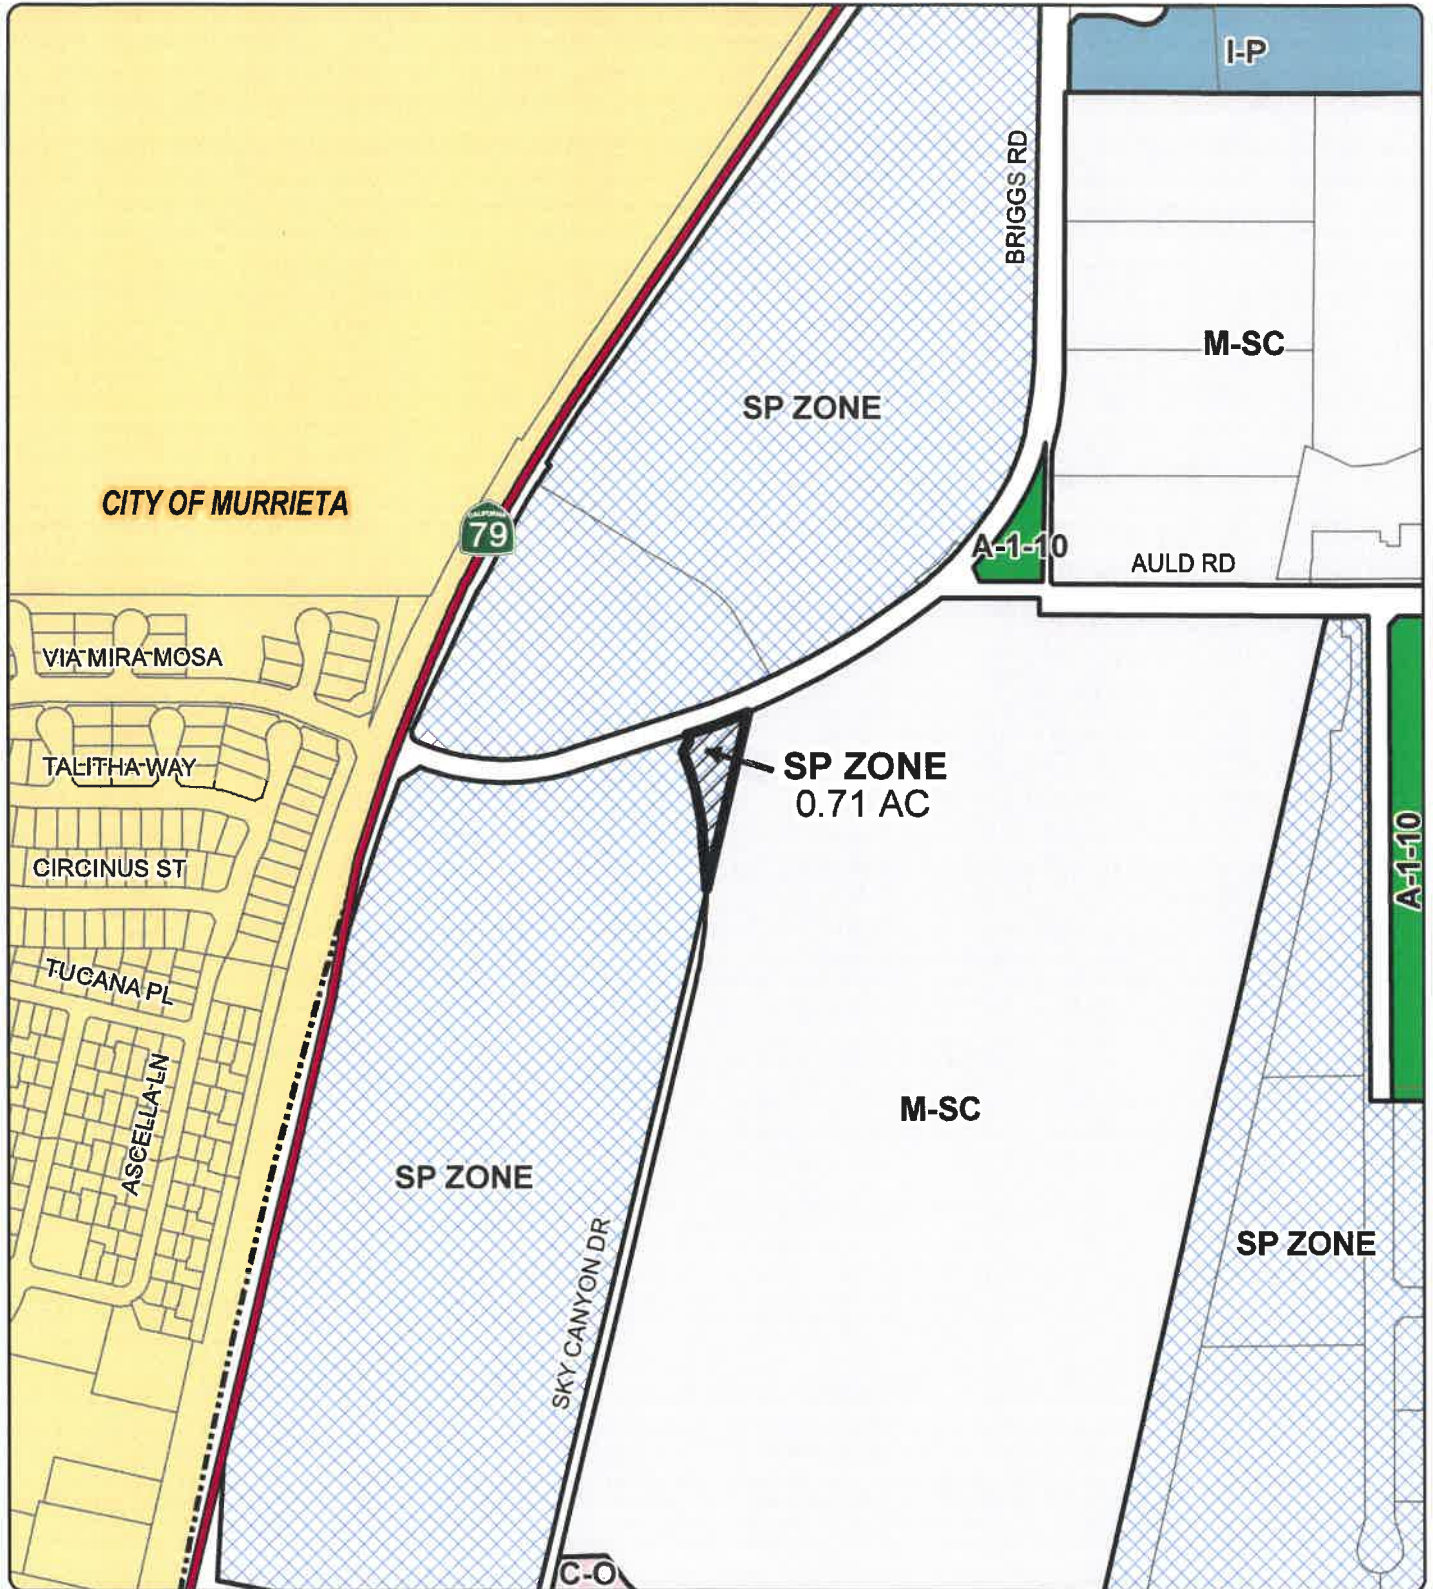 I-P
BRIGGS RD
M-SC
SP ZONE
CITY OF MURRIETA
CALIFORNIA
79
A-1-10
AULD RD
VIA MIRA MOSA
TALITHA WAY
SP ZONE
0.71 AC
CIRCINUS ST
A-1-10
TUCANA PL
ASCELLA LN
M-SC
SP ZONE
SP ZONE
SKY CANYON DR
C-O